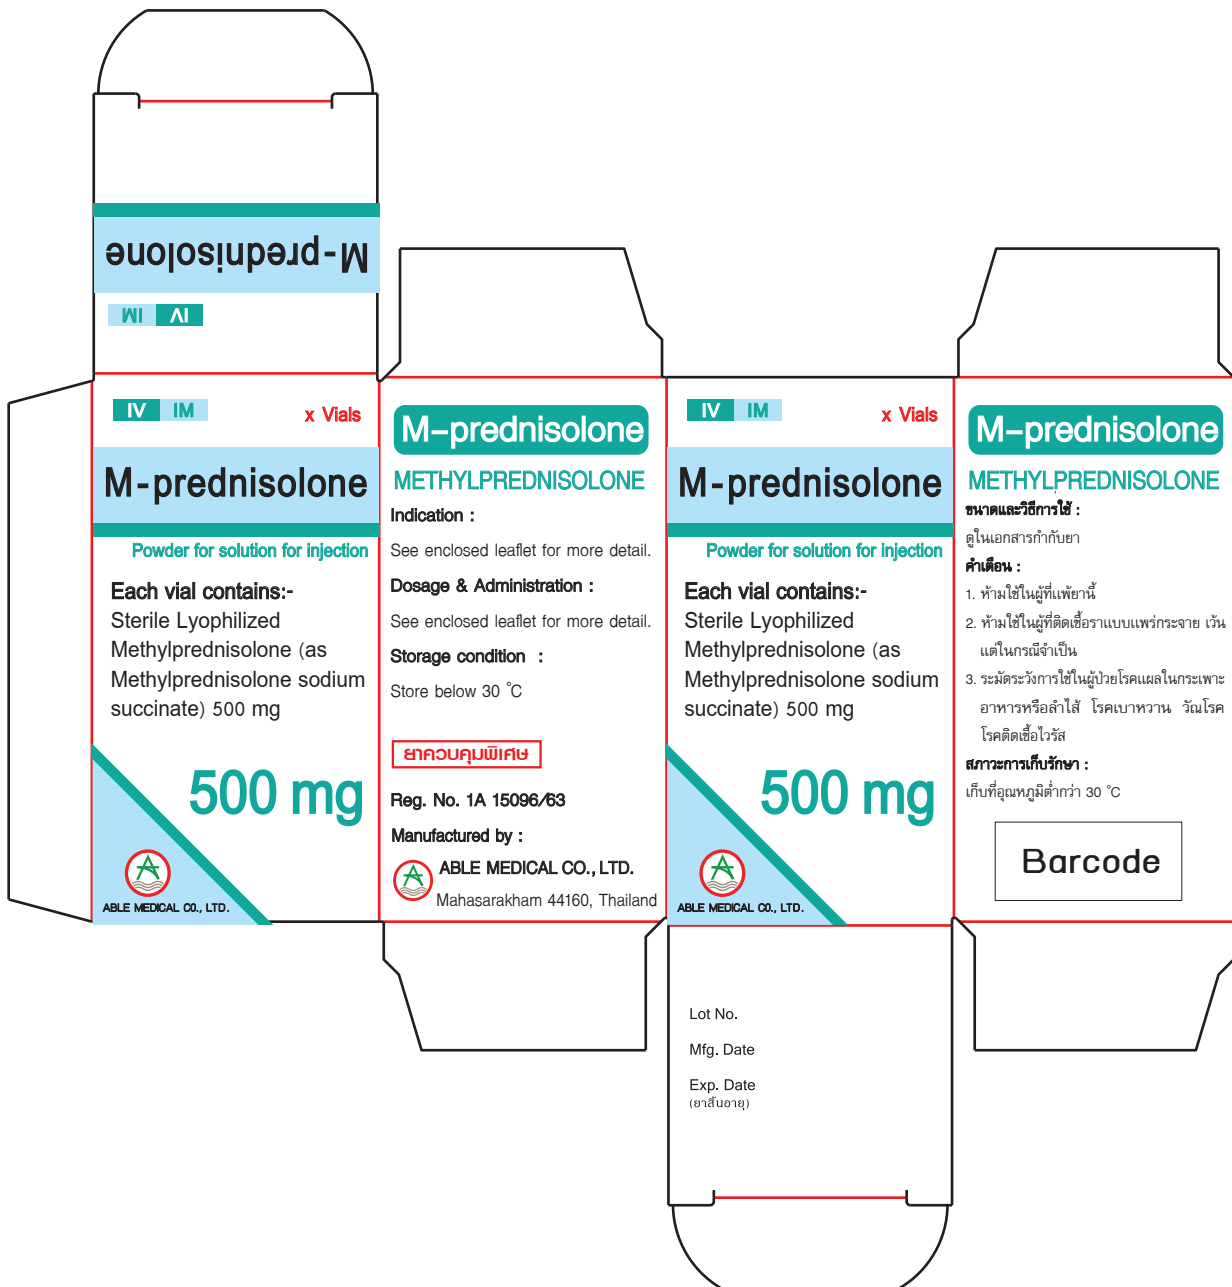 M-prednisolone
IV IM
IV IM
x Vials
M-prednisolone
Powder for solution for injection
Each vial contains:-
Sterile Lyophilized
Methylprednisolone (as
Methylprednisolone sodium
succinate) 500 mg
500 mg
ABLE MEDICAL CO., LTD.
M-prednisolone
METHYLPREDNISOLONE
Indication :
See enclosed leaflet for more detail.
Dosage & Administration :
See enclosed leaflet for more detail.
Storage condition :
Store below 30 °C
ยาควบคุมพิเศษ
Reg. No. 1A 15096/63
Manufactured by :
ABLE MEDICAL CO., LTD.
Mahasarakham 44160, Thailand
IV IM
x Vials
M-prednisolone
Powder for solution for injection
Each vial contains:-
Sterile Lyophilized
Methylprednisolone (as
Methylprednisolone sodium
succinate) 500 mg
500 mg
ABLE MEDICAL CO., LTD.
M-prednisolone
METHYLPREDNISOLONE
ขนาดและวิธีการใช้ :
ดูในเอกสารกำกับยา
คำเตือน :
1. ห้ามใช้ในผู้ที่แพ้ยานี้
2. ห้ามใช้ในผู้ที่ติดเชื้อราแบบแพร่กระจาย เว้น
แต่ในกรณีจำเป็น
3. ระมัดระวังการใช้ในผู้ป่วยโรคแผลในกระเพาะ
อาหารหรือลำไส้ โรคเบาหวาน วัณโรค
โรคติดเชื้อไวรัส
สภาวะการเก็บรักษา :
เก็บที่อุณหภูมิต่ำกว่า 30 °C
Barcode
Lot No.
Mfg. Date
Exp. Date
(ยาสิ้นอายุ)